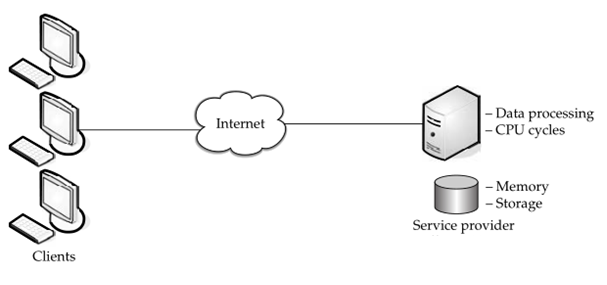 Internet
– Data processing
– CPU cycles
– Memory
– Storage
Service provider
Clients